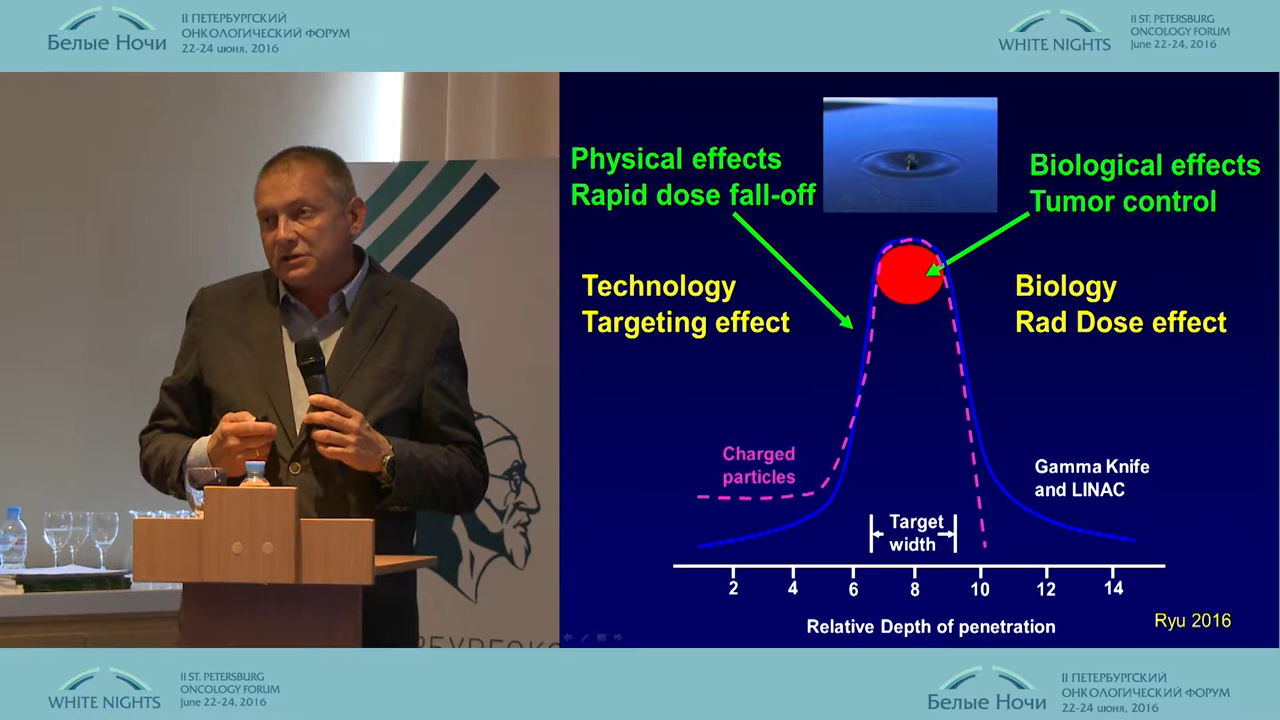 II ПЕТЕРБУРГСКИЙ
ОНКОЛОГИЧЕСКИЙ ФОРУМ
Белые Ночи
22-24 июня, 2016
II ST. PETERSBURG
ONCOLOGY FORUM
WHITE NIGHTS
June 22-24, 2016
Physical effects
Rapid dose fall-off
Biological effects
Tumor control
Technology
Targeting effect
Biology
Rad Dose effect
Charged
particles
Gamma Knife
and LINAC
Target
width
2 4 6 8 10 12 14
Relative Depth of penetration
Ryu 2016
II ST. PETERSBURG
ONCOLOGY FORUM
WHITE NIGHTS
June 22-24, 2016
II ПЕТЕРБУРГСКИЙ
ОНКОЛОГИЧЕСКИЙ ФОРУМ
Белые Ночи
22-24 июня, 2016